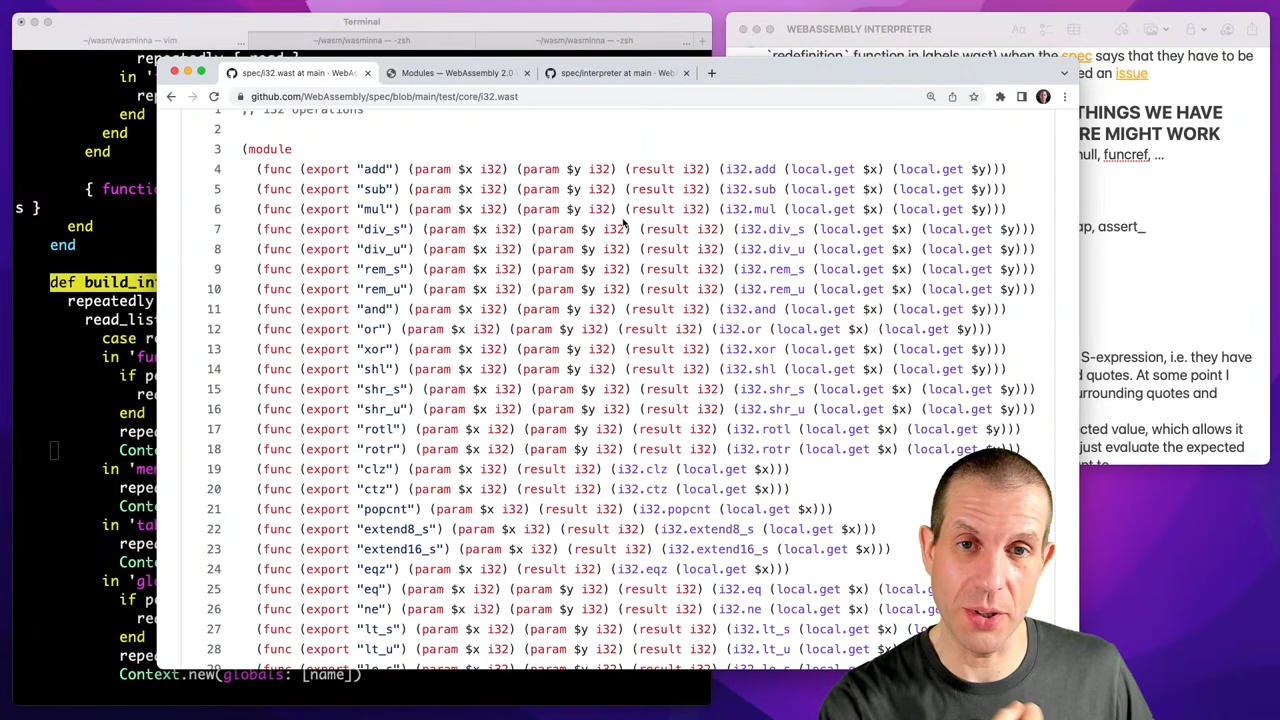 Terminal
~/wasm/wasminna — vim
...
~/wasm/wasminna — -zsh
~/wasm/wasminna — -zsh
...
repeatedly { read_
in '
rep
end
end
end
{ functi
s }
end
end
def build_in
repeatedly
read_lis
case re
in 'fu
if pe
re
end
repe
Conte
in 'me
repe
Conte
in 'ta
repe
Conte
in 'gl
if pe
re
end
repe
Context.new(globals: [name])
WEBASSEMBLY INTERPRETER
`redefinition` function in labels.wast) when the spec says that they have to be
ed an issue
THINGS WE HAVE
RE MIGHT WORK
null, funcref, ...
ap, assert_
S-expression, i.e. they have
d quotes. At some point I
urrounding quotes and
cted value, which allows it
just evaluate the expected
spec/i32.wast at main · WebAs
Modules — WebAssembly 2.0
spec/interpreter at main · Web
github.com/WebAssembly/spec/blob/main/test/core/i32.wast
1 ;; i32 operations
2
3 (module
4 (func (export "add") (param $x i32) (param $y i32) (result i32) (i32.add (local.get $x) (local.get $y)))
5 (func (export "sub") (param $x i32) (param $y i32) (result i32) (i32.sub (local.get $x) (local.get $y)))
6 (func (export "mul") (param $x i32) (param $y i32) (result i32) (i32.mul (local.get $x) (local.get $y)))
7 (func (export "div_s") (param $x i32) (param $y i32) (result i32) (i32.div_s (local.get $x) (local.get $y)))
8 (func (export "div_u") (param $x i32) (param $y i32) (result i32) (i32.div_u (local.get $x) (local.get $y)))
9 (func (export "rem_s") (param $x i32) (param $y i32) (result i32) (i32.rem_s (local.get $x) (local.get $y)))
10 (func (export "rem_u") (param $x i32) (param $y i32) (result i32) (i32.rem_u (local.get $x) (local.get $y)))
11 (func (export "and") (param $x i32) (param $y i32) (result i32) (i32.and (local.get $x) (local.get $y)))
12 (func (export "or") (param $x i32) (param $y i32) (result i32) (i32.or (local.get $x) (local.get $y)))
13 (func (export "xor") (param $x i32) (param $y i32) (result i32) (i32.xor (local.get $x) (local.get $y)))
14 (func (export "shl") (param $x i32) (param $y i32) (result i32) (i32.shl (local.get $x) (local.get $y)))
15 (func (export "shr_s") (param $x i32) (param $y i32) (result i32) (i32.shr_s (local.get $x) (local.get $y)))
16 (func (export "shr_u") (param $x i32) (param $y i32) (result i32) (i32.shr_u (local.get $x) (local.get $y)))
17 (func (export "rotl") (param $x i32) (param $y i32) (result i32) (i32.rotl (local.get $x) (local.get $y)))
18 (func (export "rotr") (param $x i32) (param $y i32) (result i32) (i32.rotr (local.get $x) (local.get $y)))
19 (func (export "clz") (param $x i32) (result i32) (i32.clz (local.get $x)))
20 (func (export "ctz") (param $x i32) (result i32) (i32.ctz (local.get $x)))
21 (func (export "popcnt") (param $x i32) (result i32) (i32.popcnt (local.get $x)))
22 (func (export "extend8_s") (param $x i32) (result i32) (i32.extend8_s (local.get $x)))
23 (func (export "extend16_s") (param $x i32) (result i32) (i32.extend16_s (local.get $x)))
24 (func (export "eqz") (param $x i32) (result i32) (i32.eqz (local.get $x)))
25 (func (export "eq") (param $x i32) (param $y i32) (result i32) (i32.eq (local.g
26 (func (export "ne") (param $x i32) (param $y i32) (result i32) (i32.ne (local.g
27 (func (export "lt_s") (param $x i32) (param $y i32) (result i32) (i32.lt_s (loca
28 (func (export "lt_u") (param $x i32) (param $y i32) (result i32) (i32.lt_u (loc